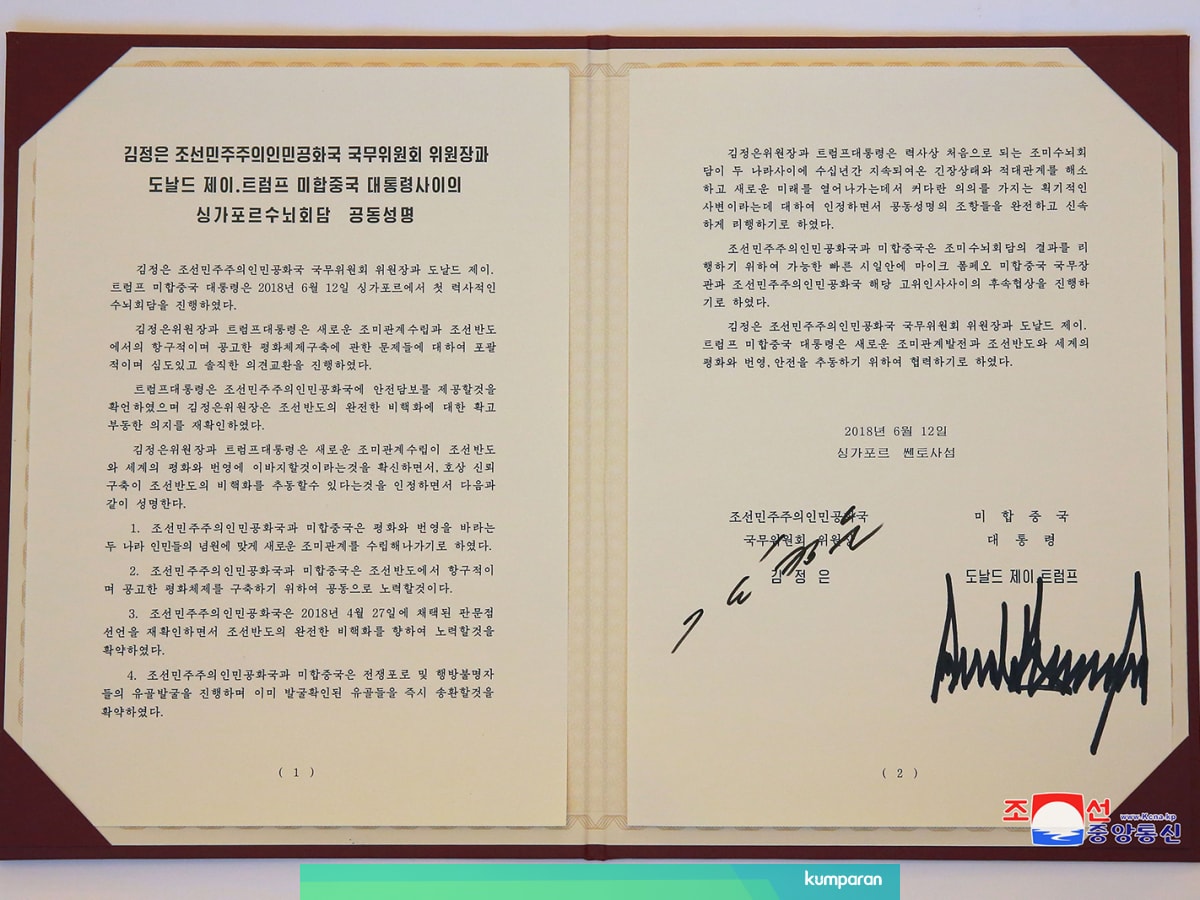 김정은 조선민주주의인민공화국 국무위원회 위원장과
도날드 제이.트럼프 미합중국 대통령사이의
싱가포르수뇌회담 공동성명
김정은 조선민주주의인민공화국 국무위원회 위원장과 도날드 제이.
트럼프 미합중국 대통령은 2018년 6월 12일 싱가포르에서 첫 력사적인
수뇌회담을 진행하였다.
김정은위원장과 트럼프대통령은 새로운 조미관계수립과 조선반도
에서의 항구적이며 공고한 평화체제구축에 관한 문제들에 대하여 포괄
적이며 심도있고 솔직한 의견교환을 진행하였다.
트럼프대통령은 조선민주주의인민공화국에 안전담보를 제공할것을
확언하였으며 김정은위원장은 조선반도의 완전한 비핵화에 대한 확고
부동한 의지를 재확인하였다.
김정은위원장과 트럼프대통령은 새로운 조미관계수립이 조선반도
와 세계의 평화와 번영에 이바지할것이라는것을 확신하면서, 호상 신뢰
구축이 조선반도의 비핵화를 추동할수 있다는것을 인정하면서 다음과
같이 성명한다.
1. 조선민주주의인민공화국과 미합중국은 평화와 번영을 바라는
두 나라 인민들의 념원에 맞게 새로운 조미관계를 수립해나가기로 하였다.
2. 조선민주주의인민공화국과 미합중국은 조선반도에서 항구적이
며 공고한 평화체제를 구축하기 위하여 공동으로 노력할것이다.
3. 조선민주주의인민공화국은 2018년 4월 27일에 채택된 판문점
선언을 재확인하면서 조선반도의 완전한 비핵화를 향하여 노력할것을
확약하였다.
4. 조선민주주의인민공화국과 미합중국은 전쟁포로 및 행방불명자
들의 유골발굴을 진행하며 이미 발굴확인된 유골들을 즉시 송환할것을
확약하였다.
( 1 )
김정은위원장과 트럼프대통령은 력사상 처음으로 되는 조미수뇌회
담이 두 나라사이에 수십년간 지속되여온 긴장상태와 적대관계를 해소
하고 새로운 미래를 열어나가는데서 커다란 의의를 가지는 획기적인
사변이라는데 대하여 인정하면서 공동성명의 조항들을 완전하고 신속
하게 리행하기로 하였다.
조선민주주의인민공화국과 미합중국은 조미수뇌회담의 결과를 리
행하기 위하여 가능한 빠른 시일안에 마이크 폼페오 미합중국 국무장
관과 조선민주주의인민공화국 해당 고위인사사이의 후속협상을 진행하
기로 하였다.
김정은 조선민주주의인민공화국 국무위원회 위원장과 도날드 제이.
트럼프 미합중국 대통령은 새로운 조미관계발전과 조선반도와 세계의
평화와 번영, 안전을 추동하기 위하여 협력하기로 하였다.
2018년 6월 12일
싱가포르 쎈토사섬
조선민주주의인민공화국
국무위원회 위원장
김 정 은
미 합 중 국
대 통 령
도날드 제이.트럼프
( 2 )
조선
www.kcna.kp
중앙통신
kumparan